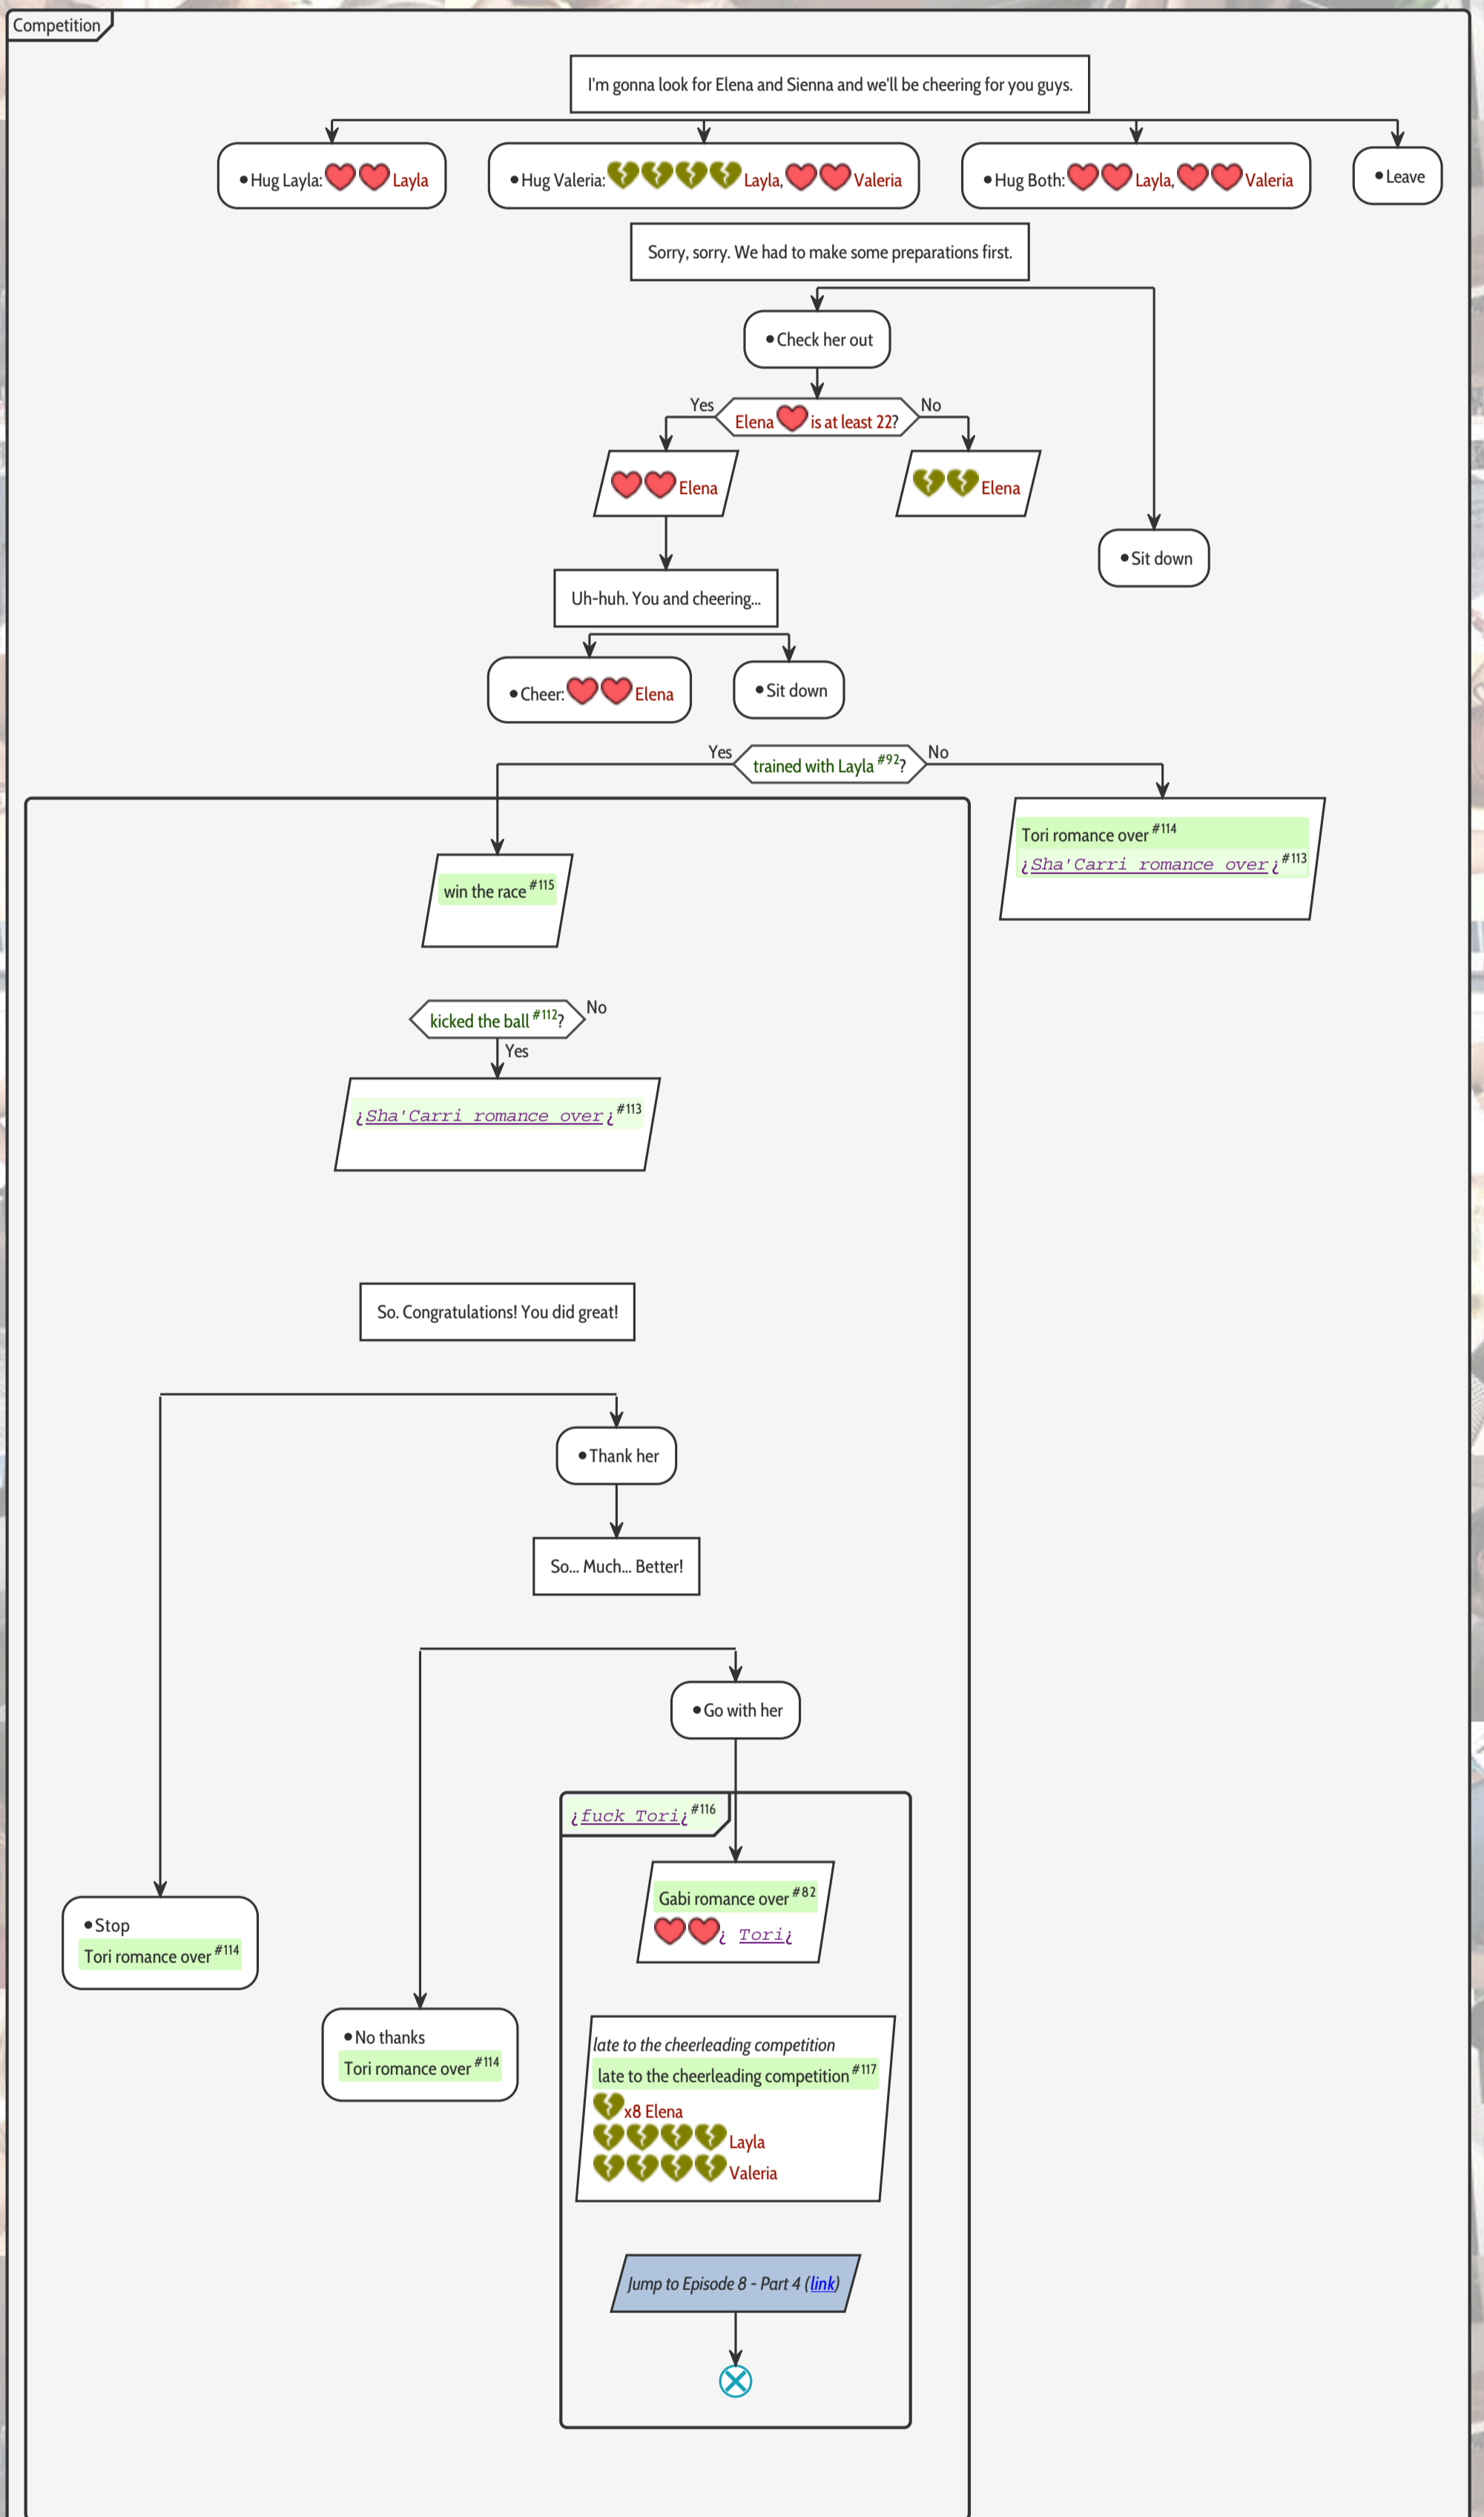 Competition
I'm gonna look for Elena and Sienna and we'll be cheering for you guys.
•Hug Layla: Layla
•Hug Valeria: Layla, Valeria
•Hug Both: Layla, Valeria
•Leave
Sorry, sorry. We had to make some preparations first.
•Check her out
Yes
Elena is at least 22?
No
Elena
Elena
•Sit down
Uh-huh. You and cheering...
•Cheer: Elena
•Sit down
Yes
trained with Layla #92?
No
Tori romance over #114
¿Sha'Carri romance over¿ #113
win the race #115
kicked the ball #112?
No
Yes
¿Sha'Carri romance over¿ #113
So. Congratulations! You did great!
•Thank her
So... Much... Better!
•Go with her
¿fuck Tori¿ #116
Gabi romance over #82
¿ Tori¿
•Stop
Tori romance over #114
•No thanks
Tori romance over #114
late to the cheerleading competition
late to the cheerleading competition #117
x8 Elena
Layla
Valeria
Jump to Episode 8 - Part 4 (link)